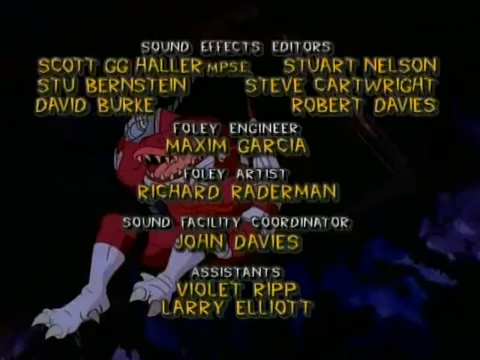 SOUND EFFECTS EDITORS
SCOTT GG HALLER MPSE STUART NELSON
STU BERNSTEIN STEVE CARTWRIGHT
DAVID BURKE ROBERT DAVIES
FOLEY ENGINEER
MAXIM GARCIA
FOLEY ARTIST
RICHARD RADERMAN
SOUND FACILITY COORDINATOR
JOHN DAVIES
ASSISTANTS
VIOLET RIPP
LARRY ELLIOTT